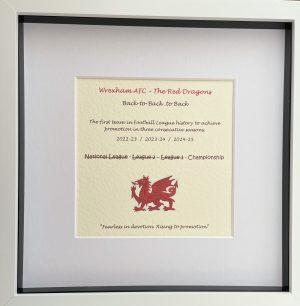 Wrexham AFC - The Red Dragons
Back-to-Back to Back
The first team in Football League history to achieve
promotion in three consecutive seasons
2022-23 / 2023-24 / 2024-25
National League - League 2 - League 1 - Championship
"Fearless in devotion Rising to promotion"